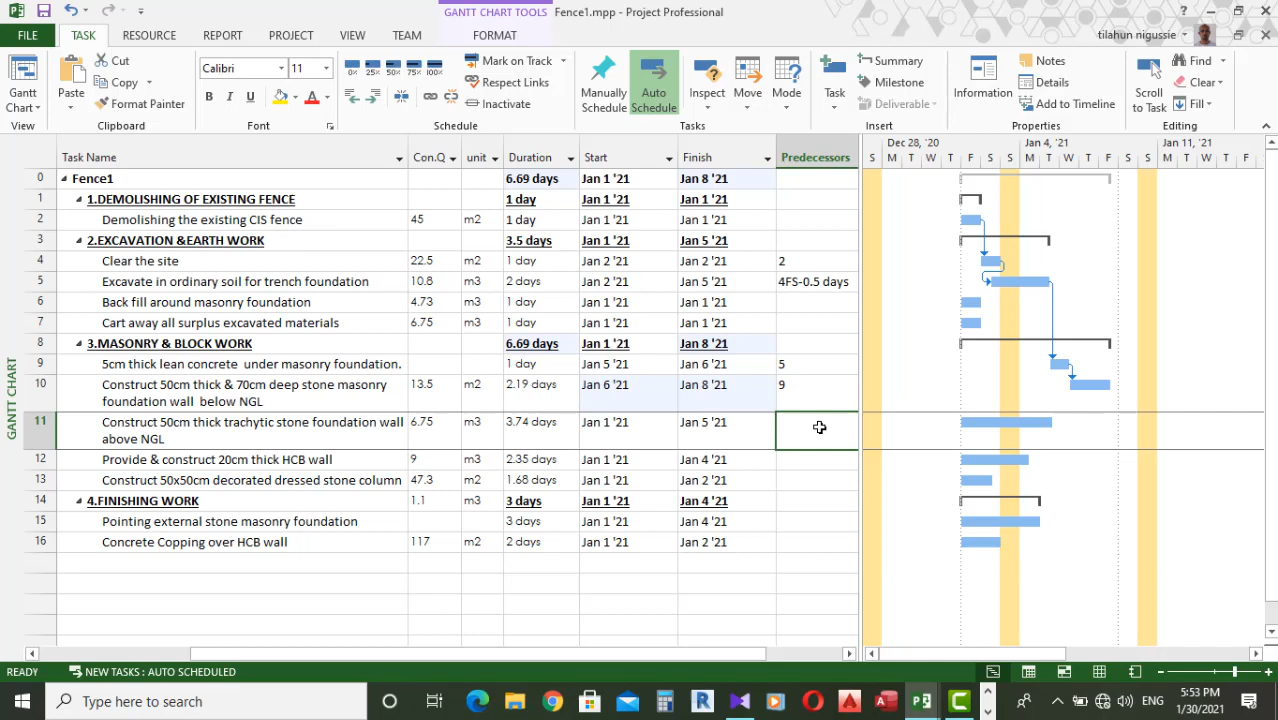 GANTT CHART TOOLS
Fence1.mpp - Project Professional
FILE TASK RESOURCE REPORT PROJECT VIEW TEAM FORMAT
tilahun nigussie
Gantt Chart
View
Paste
Cut
Copy
Format Painter
Clipboard
Calibri 11
B I U A
Font
0% 25% 50% 75% 100%
Mark on Track
Respect Links
Inactivate
Schedule
Manually Schedule
Auto Schedule
Inspect
Move
Mode
Tasks
Task
Summary
Milestone
Deliverable
Insert
Information
Notes
Details
Add to Timeline
Properties
Scroll to Task
Find
Clear
Fill
Editing
Task Name Con.Q unit Duration Start Finish Predecessors
Dec 28, '20 Jan 4, '21 Jan 11, '21
S M T W T F S S M T W T F S S M T W T F
0 Fence1 6.69 days Jan 1 '21 Jan 8 '21
1 1.DEMOLISHING OF EXISTING FENCE 1 day Jan 1 '21 Jan 1 '21
2 Demolishing the existing CIS fence 45 m2 1 day Jan 1 '21 Jan 1 '21
3 2.EXCAVATION &EARTH WORK 3.5 days Jan 1 '21 Jan 5 '21
4 Clear the site 22.5 m2 1 day Jan 2 '21 Jan 2 '21 2
5 Excavate in ordinary soil for trench foundation 10.8 m3 2 days Jan 2 '21 Jan 5 '21 4FS-0.5 days
6 Back fill around masonry foundation 4.73 m3 1 day Jan 1 '21 Jan 1 '21
7 Cart away all surplus excavated materials 6.75 m3 1 day Jan 1 '21 Jan 1 '21
8 3.MASONRY & BLOCK WORK 6.69 days Jan 1 '21 Jan 8 '21
9 5cm thick lean concrete under masonry foundation. 1 day Jan 5 '21 Jan 6 '21 5
10 Construct 50cm thick & 70cm deep stone masonry 13.5 m2 2.19 days Jan 6 '21 Jan 8 '21 9
foundation wall below NGL
11 Construct 50cm thick trachytic stone foundation wall 6.75 m3 3.74 days Jan 1 '21 Jan 5 '21
above NGL
12 Provide & construct 20cm thick HCB wall 9 m3 2.35 days Jan 1 '21 Jan 4 '21
13 Construct 50x50cm decorated dressed stone column 47.3 m2 1.68 days Jan 1 '21 Jan 2 '21
14 4.FINISHING WORK 1.1 m3 3 days Jan 1 '21 Jan 4 '21
15 Pointing external stone masonry foundation 3 days Jan 1 '21 Jan 4 '21
16 Concrete Copping over HCB wall 117 m2 2 days Jan 1 '21 Jan 2 '21
GANTT CHART
READY NEW TASKS : AUTO SCHEDULED
Type here to search
ENG
5:53 PM
1/30/2021